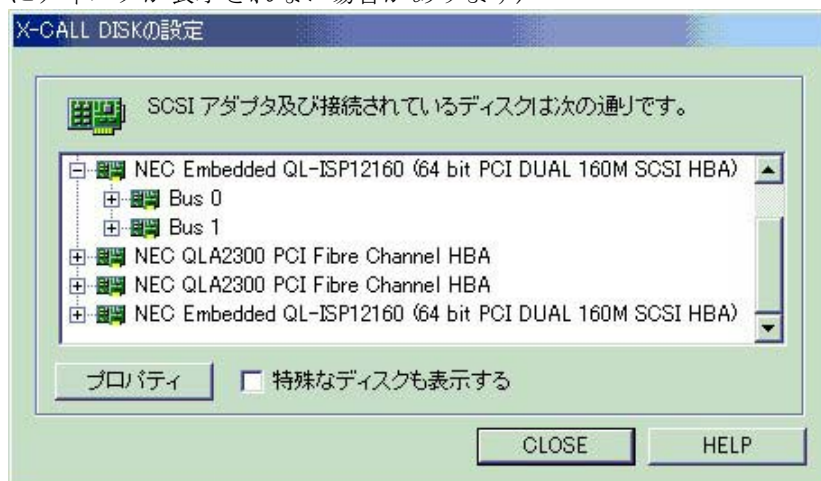 X-CALL DISKの設定
SCSI アダプタ及び接続されているディスクは次の通りです。
NEC Embedded QL-ISP12160 (64 bit PCI DUAL 160M SCSI HBA)
Bus 0
Bus 1
NEC QLA2300 PCI Fibre Channel HBA
NEC QLA2300 PCI Fibre Channel HBA
NEC Embedded QL-ISP12160 (64 bit PCI DUAL 160M SCSI HBA)
プロパティ
特殊なディスクも表示する
CLOSE
HELP